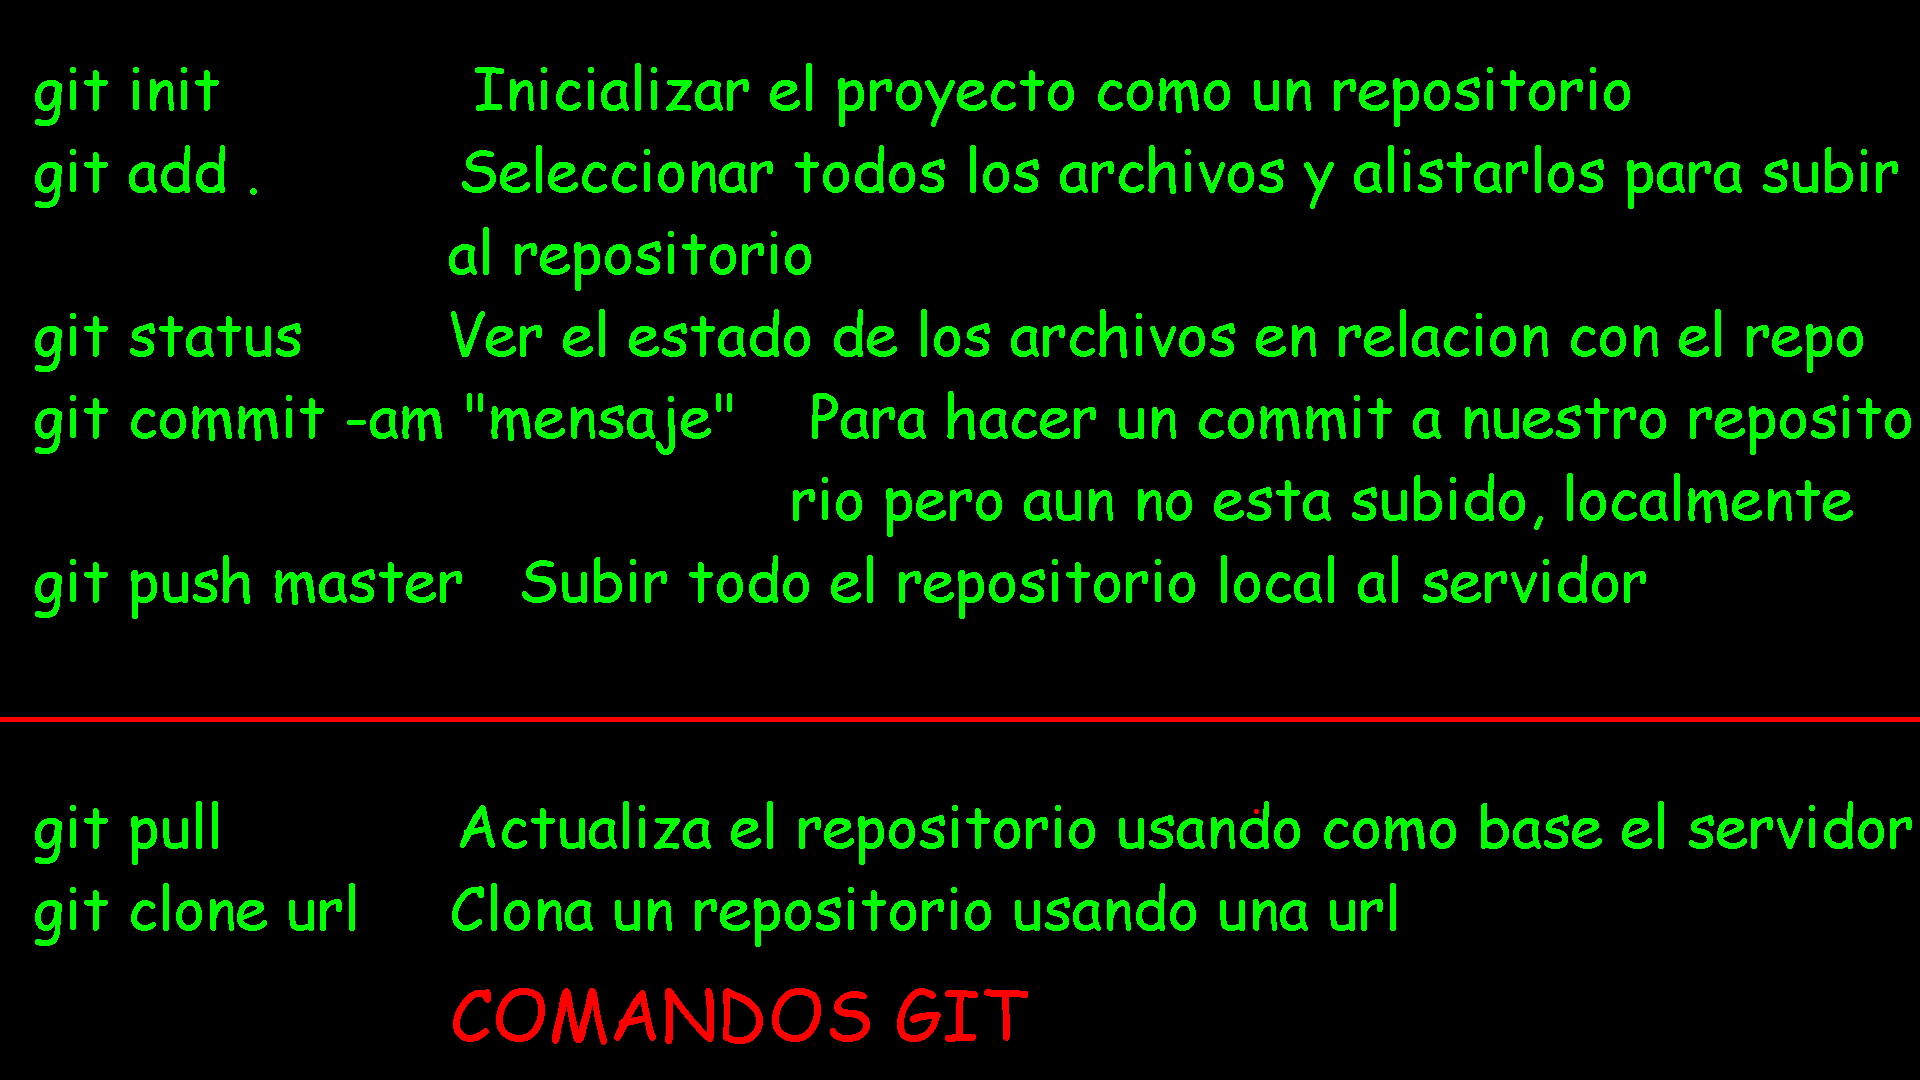 git init Inicializar el proyecto como un repositorio
git add . Seleccionar todos los archivos y alistarlos para subir
al repositorio
git status Ver el estado de los archivos en relacion con el repo
git commit -am "mensaje" Para hacer un commit a nuestro reposito
rio pero aun no esta subido, localmente
git push master Subir todo el repositorio local al servidor
git pull Actualiza el repositorio usando como base el servidor
git clone url Clona un repositorio usando una url
COMANDOS GIT